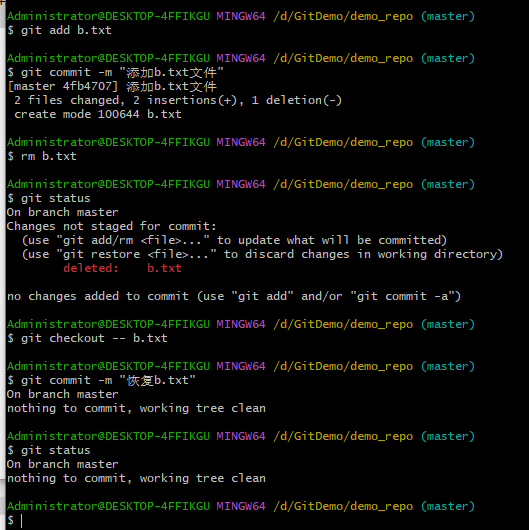 Administrator@DESKTOP-4FFIKGU MINGW64 /d/GitDemo/demo_repo (master)
$ git add b.txt
Administrator@DESKTOP-4FFIKGU MINGW64 /d/GitDemo/demo_repo (master)
$ git commit -m "添加b.txt文件"
[master 4fb4707] 添加b.txt文件
 2 files changed, 2 insertions(+), 1 deletion(-)
 create mode 100644 b.txt
Administrator@DESKTOP-4FFIKGU MINGW64 /d/GitDemo/demo_repo (master)
$ rm b.txt
Administrator@DESKTOP-4FFIKGU MINGW64 /d/GitDemo/demo_repo (master)
$ git status
On branch master
Changes not staged for commit:
  (use "git add/rm <file>..." to update what will be committed)
  (use "git restore <file>..." to discard changes in working directory)
        deleted:    b.txt
no changes added to commit (use "git add" and/or "git commit -a")
Administrator@DESKTOP-4FFIKGU MINGW64 /d/GitDemo/demo_repo (master)
$ git checkout -- b.txt
Administrator@DESKTOP-4FFIKGU MINGW64 /d/GitDemo/demo_repo (master)
$ git commit -m "恢复b.txt"
On branch master
nothing to commit, working tree clean
Administrator@DESKTOP-4FFIKGU MINGW64 /d/GitDemo/demo_repo (master)
$ git status
On branch master
nothing to commit, working tree clean
Administrator@DESKTOP-4FFIKGU MINGW64 /d/GitDemo/demo_repo (master)
$